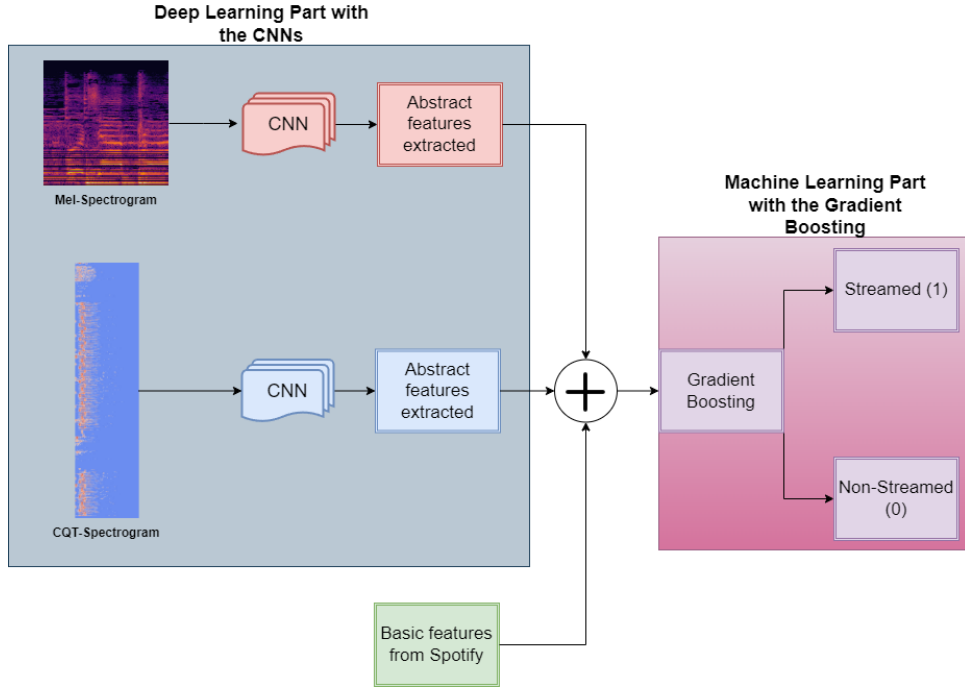 Deep Learning Part with
the CNNs
CNN
Abstract
features
extracted
Mel-Spectrogram
Machine Learning Part
with the Gradient
Boosting
Streamed (1)
CNN
Abstract
features
extracted
Gradient
Boosting
Non-Streamed
(0)
CQT-Spectrogram
Basic features
from Spotify